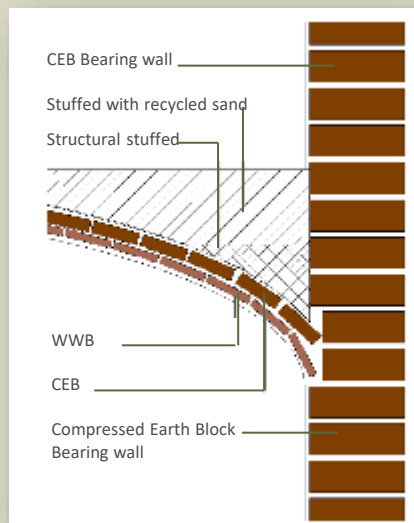 CEB Bearing wall
Stuffed with recycled sand
Structural stuffed
WWB
CEB
Compressed Earth Block
Bearing wall